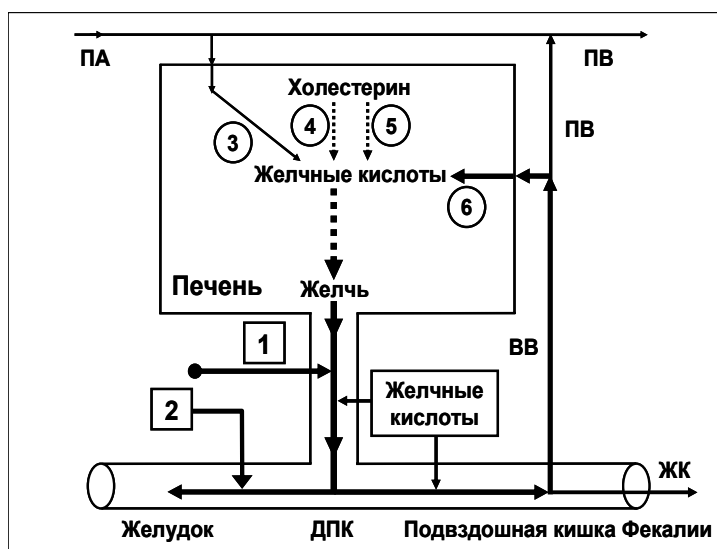 ПА
ПВ
Холестерин
3
4
5
ПВ
Желчные кислоты
6
Печень
Желчь
1
ВВ
Желчные
кислоты
2
ЖК
Желудок ДПК Подвздошная кишка Фекалии